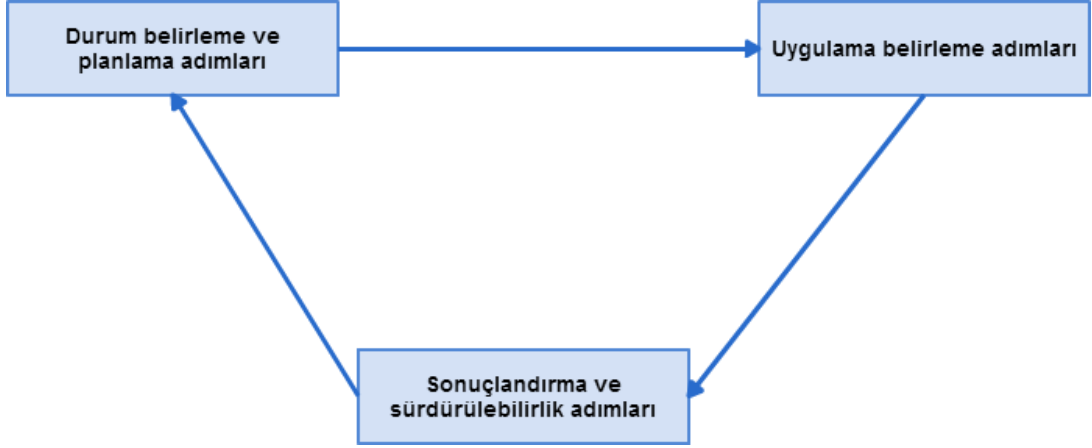 Durum belirleme ve
planlama adımları
Uygulama belirleme adımları
Sonuçlandırma ve
sürdürülebilirlik adımları